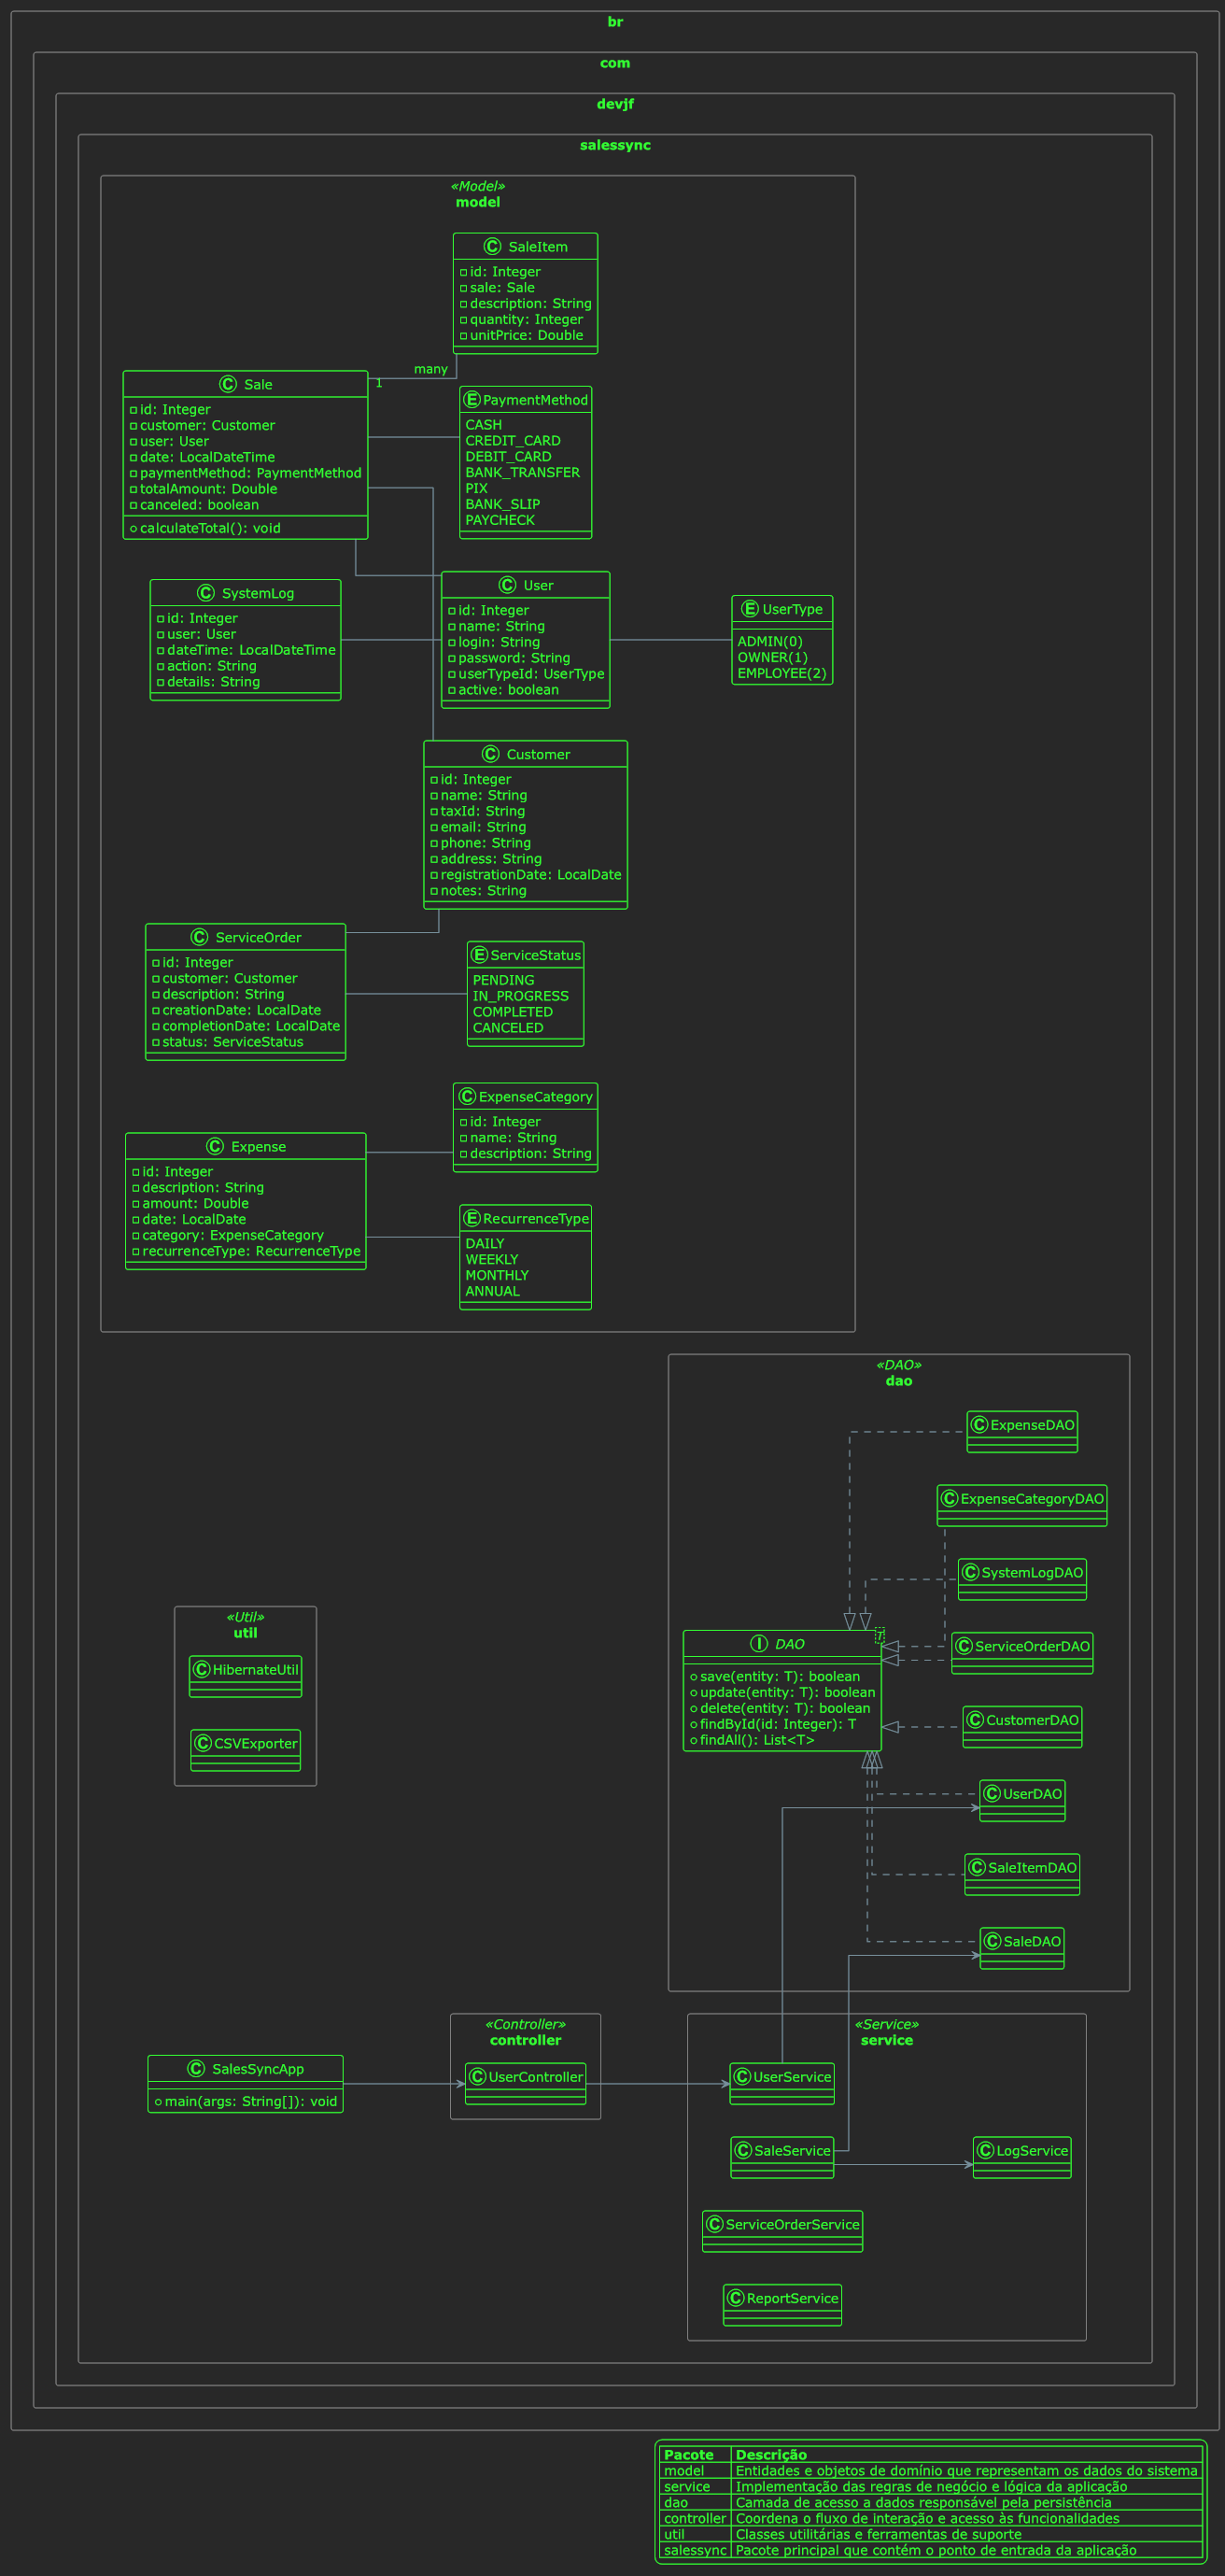 br
com
devjf
salessync
«Model»
model
C SaleItem
id: Integer
sale: Sale
description: String
quantity: Integer
unitPrice: Double
many
1
C Sale
id: Integer
customer: Customer
user: User
date: LocalDateTime
paymentMethod: PaymentMethod
totalAmount: Double
canceled: boolean
calculateTotal(): void
E PaymentMethod
CASH
CREDIT_CARD
DEBIT_CARD
BANK_TRANSFER
PIX
BANK_SLIP
PAYCHECK
C SystemLog
id: Integer
user: User
dateTime: LocalDateTime
action: String
details: String
C User
id: Integer
name: String
login: String
password: String
userTypeId: UserType
active: boolean
E UserType
ADMIN(0)
OWNER(1)
EMPLOYEE(2)
C Customer
id: Integer
name: String
taxId: String
email: String
phone: String
address: String
registrationDate: LocalDate
notes: String
C ServiceOrder
id: Integer
customer: Customer
description: String
creationDate: LocalDate
completionDate: LocalDate
status: ServiceStatus
E ServiceStatus
PENDING
IN_PROGRESS
COMPLETED
CANCELED
C ExpenseCategory
id: Integer
name: String
description: String
C Expense
id: Integer
description: String
amount: Double
date: LocalDate
category: ExpenseCategory
recurrenceType: RecurrenceType
E RecurrenceType
DAILY
WEEKLY
MONTHLY
ANNUAL
«DAO»
dao
C ExpenseDAO
C ExpenseCategoryDAO
C SystemLogDAO
C ServiceOrderDAO
C CustomerDAO
C UserDAO
C SaleItemDAO
C SaleDAO
I DAO
T
save(entity: T): boolean
update(entity: T): boolean
delete(entity: T): boolean
findById(id: Integer): T
findAll(): List<T>
«Util»
util
C HibernateUtil
C CSVExporter
C SalesSyncApp
main(args: String[]): void
«Controller»
controller
C UserController
«Service»
service
C UserService
C SaleService
C LogService
C ServiceOrderService
C ReportService
Pacote Descrição
model Entidades e objetos de domínio que representam os dados do sistema
service Implementação das regras de negócio e lógica da aplicação
dao Camada de acesso a dados responsável pela persistência
controller Coordena o fluxo de interação e acesso às funcionalidades
util Classes utilitárias e ferramentas de suporte
salessync Pacote principal que contém o ponto de entrada da aplicação